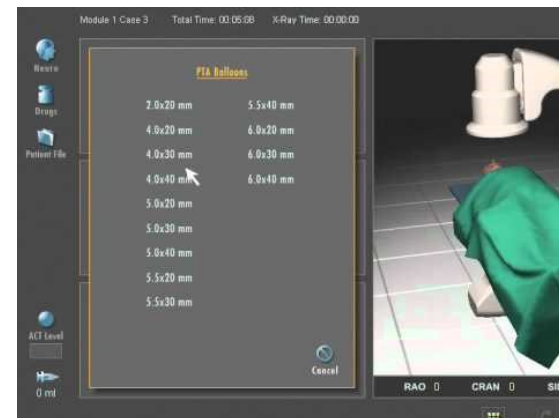 Module 1 Case 3 Total Time: 00:05:08 X-Ray Time: 00:00:00
Neuro
Drugs
Patient File
PTA Balloons
2.0x20 mm 5.5x40 mm
4.0x20 mm 6.0x20 mm
4.0x30 mm 6.0x30 mm
4.0x40 mm 6.0x40 mm
5.0x20 mm
5.0x30 mm
5.0x40 mm
5.5x20 mm
5.5x30 mm
Cancel
ACT Level
0 ml
RAO 0 CRAN 0